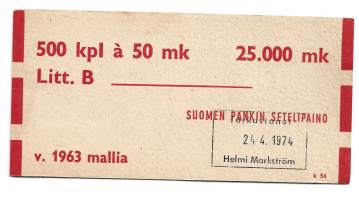 500 kpl à 50 mk 25.000 mk
Litt. B
SUOMEN PANKIN SETELIPAINO
24.4.1974
Helmi Markström
v. 1963 mallia
k 54